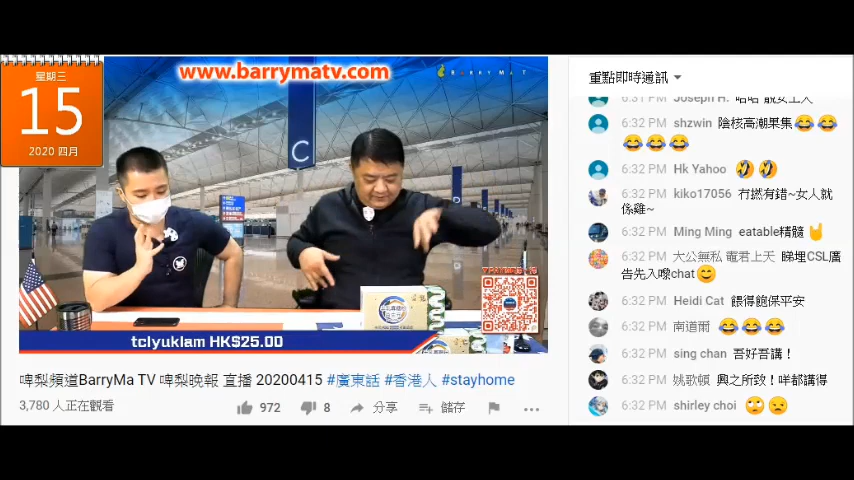 星期三
15
2020 四月
www.barrymatv.com
BARRYMAT
C
tclyuklam HK$25.00
啤梨頻道BarryMa TV 啤梨晚報 直播 20200415 #廣東話 #香港人 #stayhome
3,780 人正在觀看
972
8
分享
儲存
重點即時通訊
6:31 PM Joseph H. 哈哈 靚女上天
6:32 PM shzwin 陰核高潮果集😂😂
😂😂😂
6:32 PM Hk Yahoo 🤣🤣
6:32 PM kiko17056 冇撚有錯~女人就
係雞~
6:32 PM Ming Ming eatable精髓🤘
6:32 PM 大公無私 竈君上天 睇埋CSL廣
告先入嚟chat😊
6:32 PM Heidi Cat 餵得飽保平安
6:32 PM 南道爾 😂😂😂
6:32 PM sing chan 吾好吾講！
6:32 PM 姚歌頓 興之所致！咩都講得
6:32 PM shirley choi 🙄😞